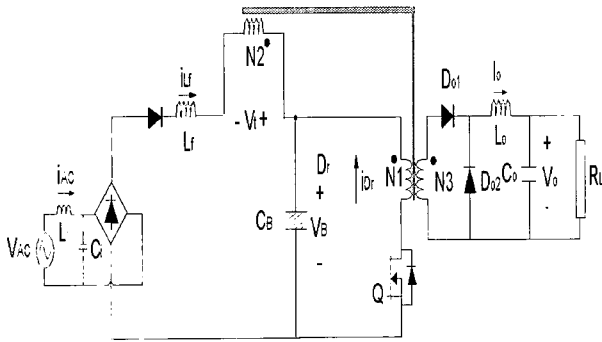 N2
iLf
Lf
- Vf +
Do1
Io
Lo
iAC
L
C
VAC
CB
Dr
+
VB
-
iDr
N1
N3
Do2
Co
+
Vo
-
RL
Q